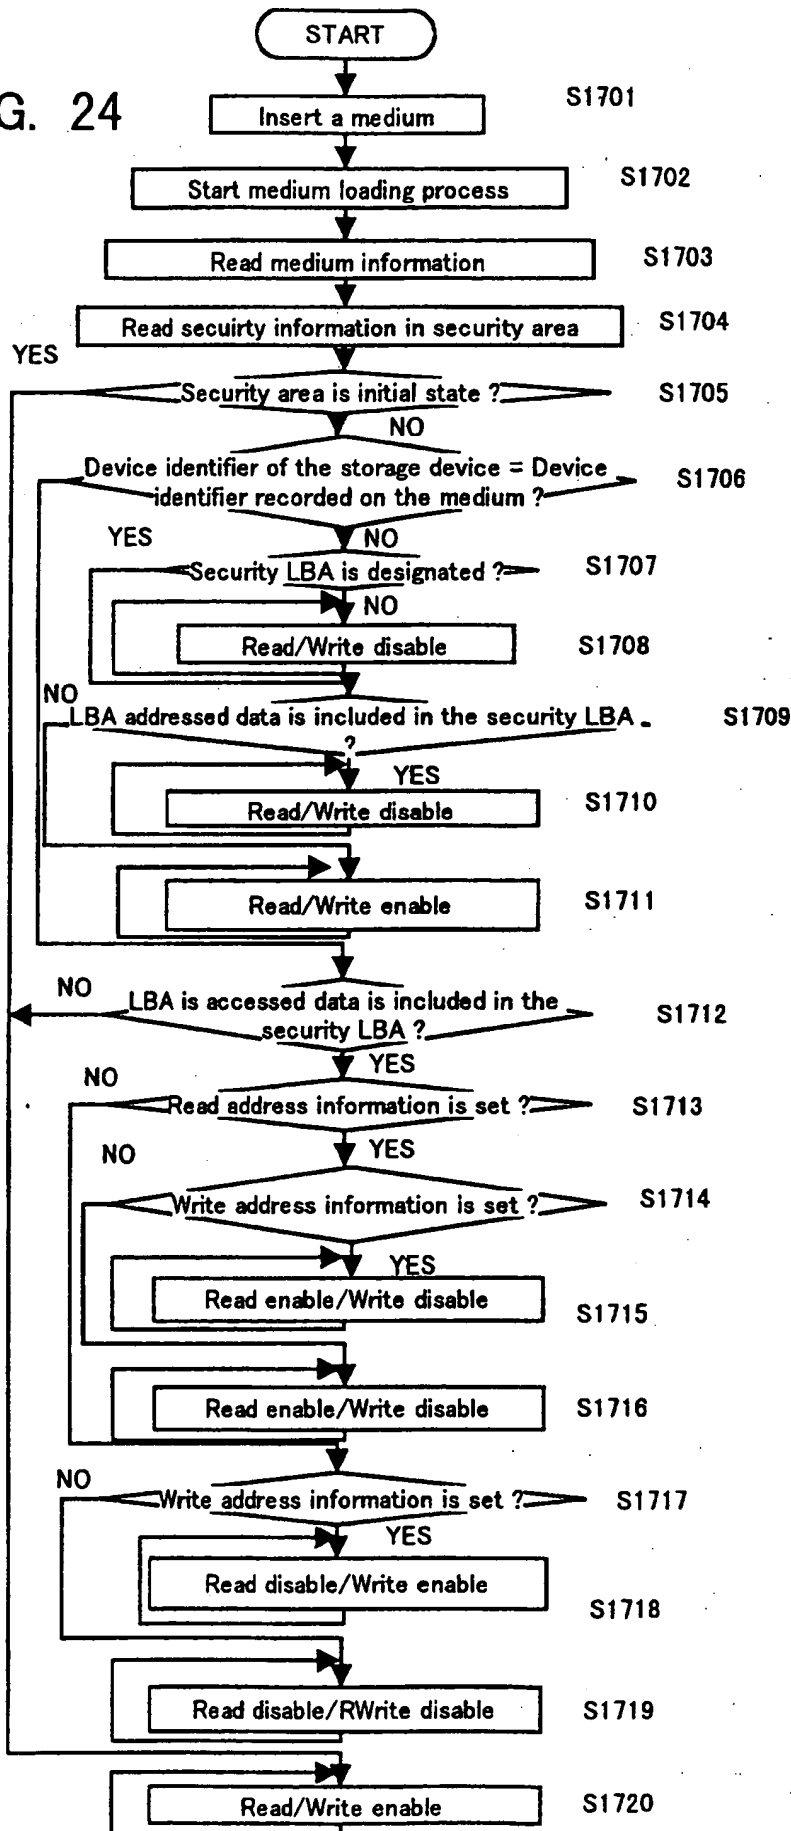 START
G. 24
Insert a medium S1701
Start medium loading process S1702
Read medium information S1703
Read secuirty information in security area S1704
YES
Security area is initial state ? S1705
NO
Device identifier of the storage device = Device
identifier recorded on the medium ? S1706
YES NO
Security LBA is designated ? S1707
NO
Read/Write disable S1708
NO
LBA addressed data is included in the security LBA S1709
?
YES
Read/Write disable S1710
Read/Write enable S1711
NO
LBA is accessed data is included in the
security LBA ? S1712
YES
NO
Read address information is set ? S1713
YES
NO
Write address information is set ? S1714
YES
Read enable/Write disable S1715
Read enable/Write disable S1716
NO
Write address information is set ? S1717
YES
Read disable/Write enable S1718
Read disable/RWrite disable S1719
Read/Write enable S1720